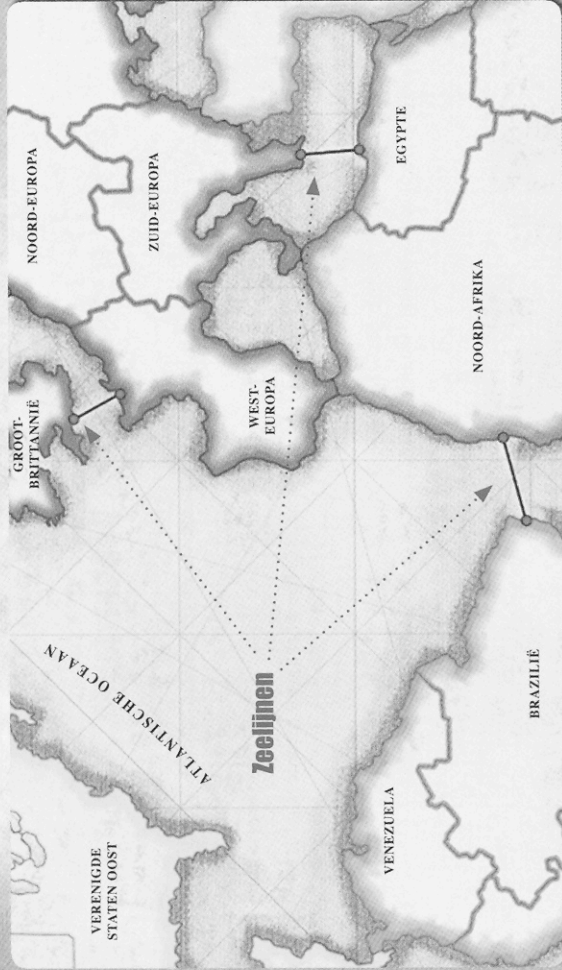 NOORD-EUROPA
ZUID-EUROPA
EGYPTE
GROOT-
BRITTANNIË
WEST-
EUROPA
NOORD-AFRIKA
ATLANTISCHE OCEAAN
Zeelijnen
VERENIGDE
STATEN OOST
VENEZUELA
BRAZILIË